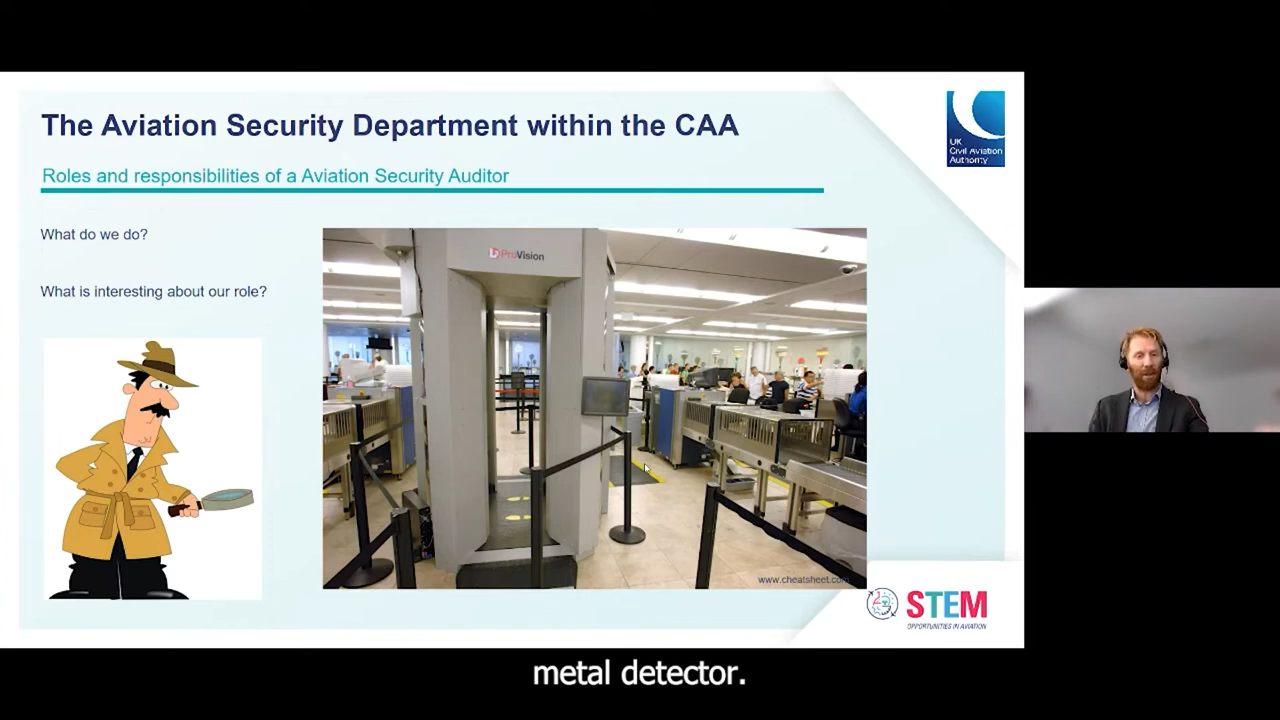 The Aviation Security Department within the CAA
UK
Civil Aviation
Authority
Roles and responsibilities of a Aviation Security Auditor
What do we do?
What is interesting about our role?
ProVision
www.cheatsheet.com
STEM
OPPORTUNITIES IN AVIATION
metal detector.